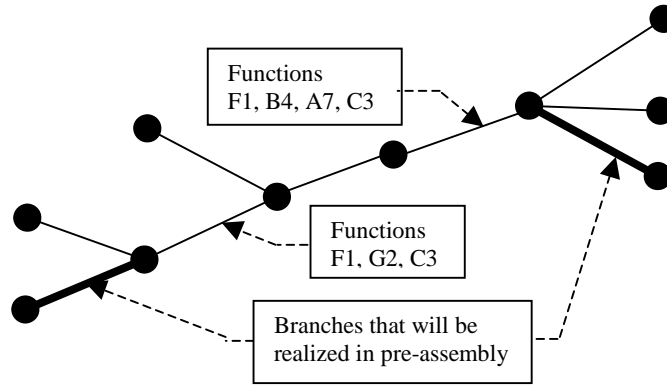 Functions
F1, B4, A7, C3
Functions
F1, G2, C3
Branches that will be
realized in pre-assembly